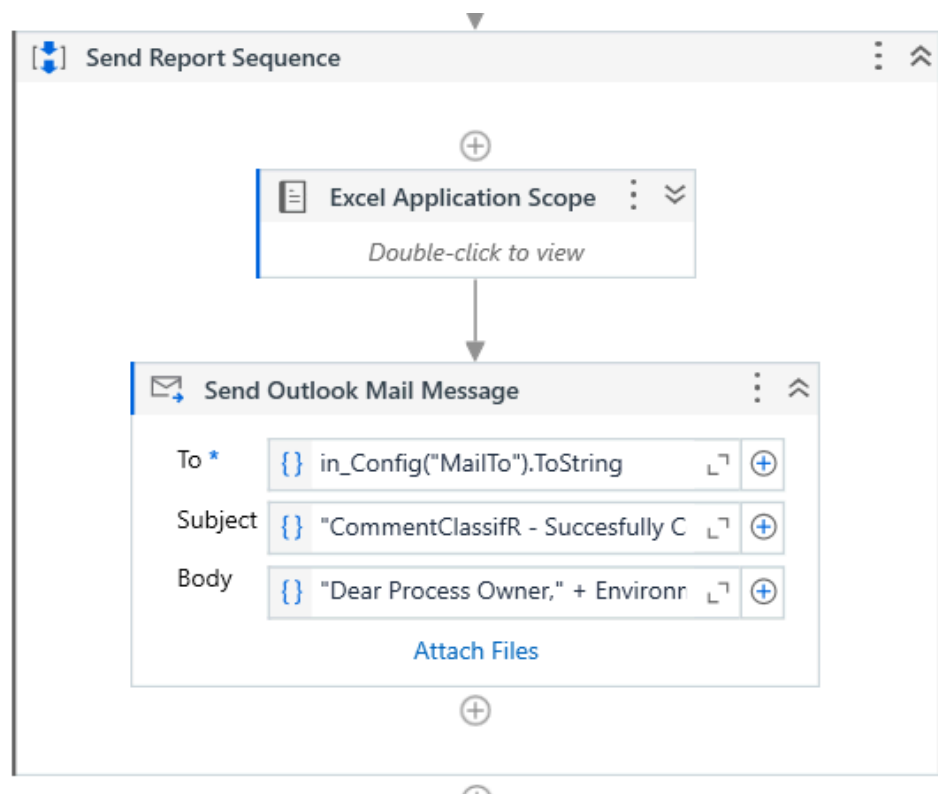 Send Report Sequence
Excel Application Scope
Double-click to view
Send Outlook Mail Message
To * {} in_Config("MailTo").ToString
Subject {} "CommentClassifR - Succesfully C
Body {} "Dear Process Owner," + Environ
Attach Files